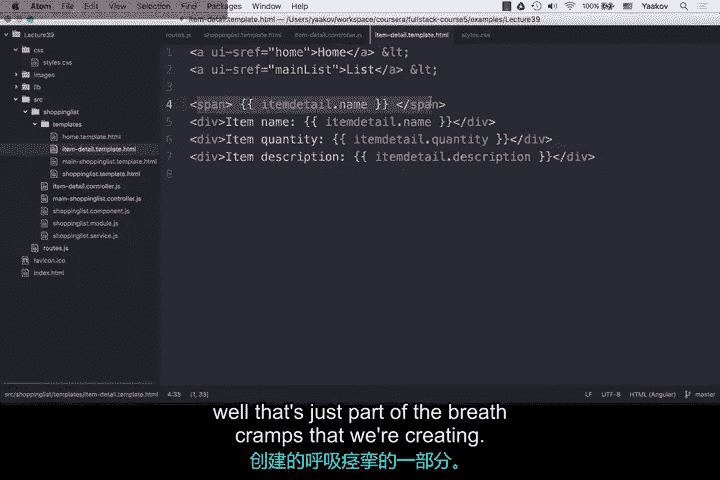 Atom File Edit View Selection Find Packages Window Help 100% Yaakov
item-detail.template.html — /Users/yaakov/workspace/coursera/fullstack-course5/examples/Lecture39
Lecture39
css
styles.css
images
lib
src
shoppinglist
templates
home.template.html
item-detail.template.html
main-shoppinglist.template.html
shoppinglist.template.html
item-detail.controller.js
main-shoppinglist.controller.js
shoppinglist.component.js
shoppinglist.module.js
shoppinglist.service.js
routes.js
favicon.ico
index.html
routes.js shoppinglist.template.html item-detail.controller.js item-detail.template.html styles.css
1 <a ui-sref="home">Home</a> &lt;
2 <a ui-sref="mainList">List</a> &lt;
3
4 <span> {{ itemdetail.name }} </span>
5 <div>Item name: {{ itemdetail.name }}</div>
6 <div>Item quantity: {{ itemdetail.quantity }}</div>
7 <div>Item description: {{ itemdetail.description }}</div>
8
src/shoppinglist/templates/item-detail.template.html 4:35 (1, 33) LF UTF-8 HTML (Angular) master
well that's just part of the breath
cramps that we're creating.
创建的呼吸痉挛的一部分。